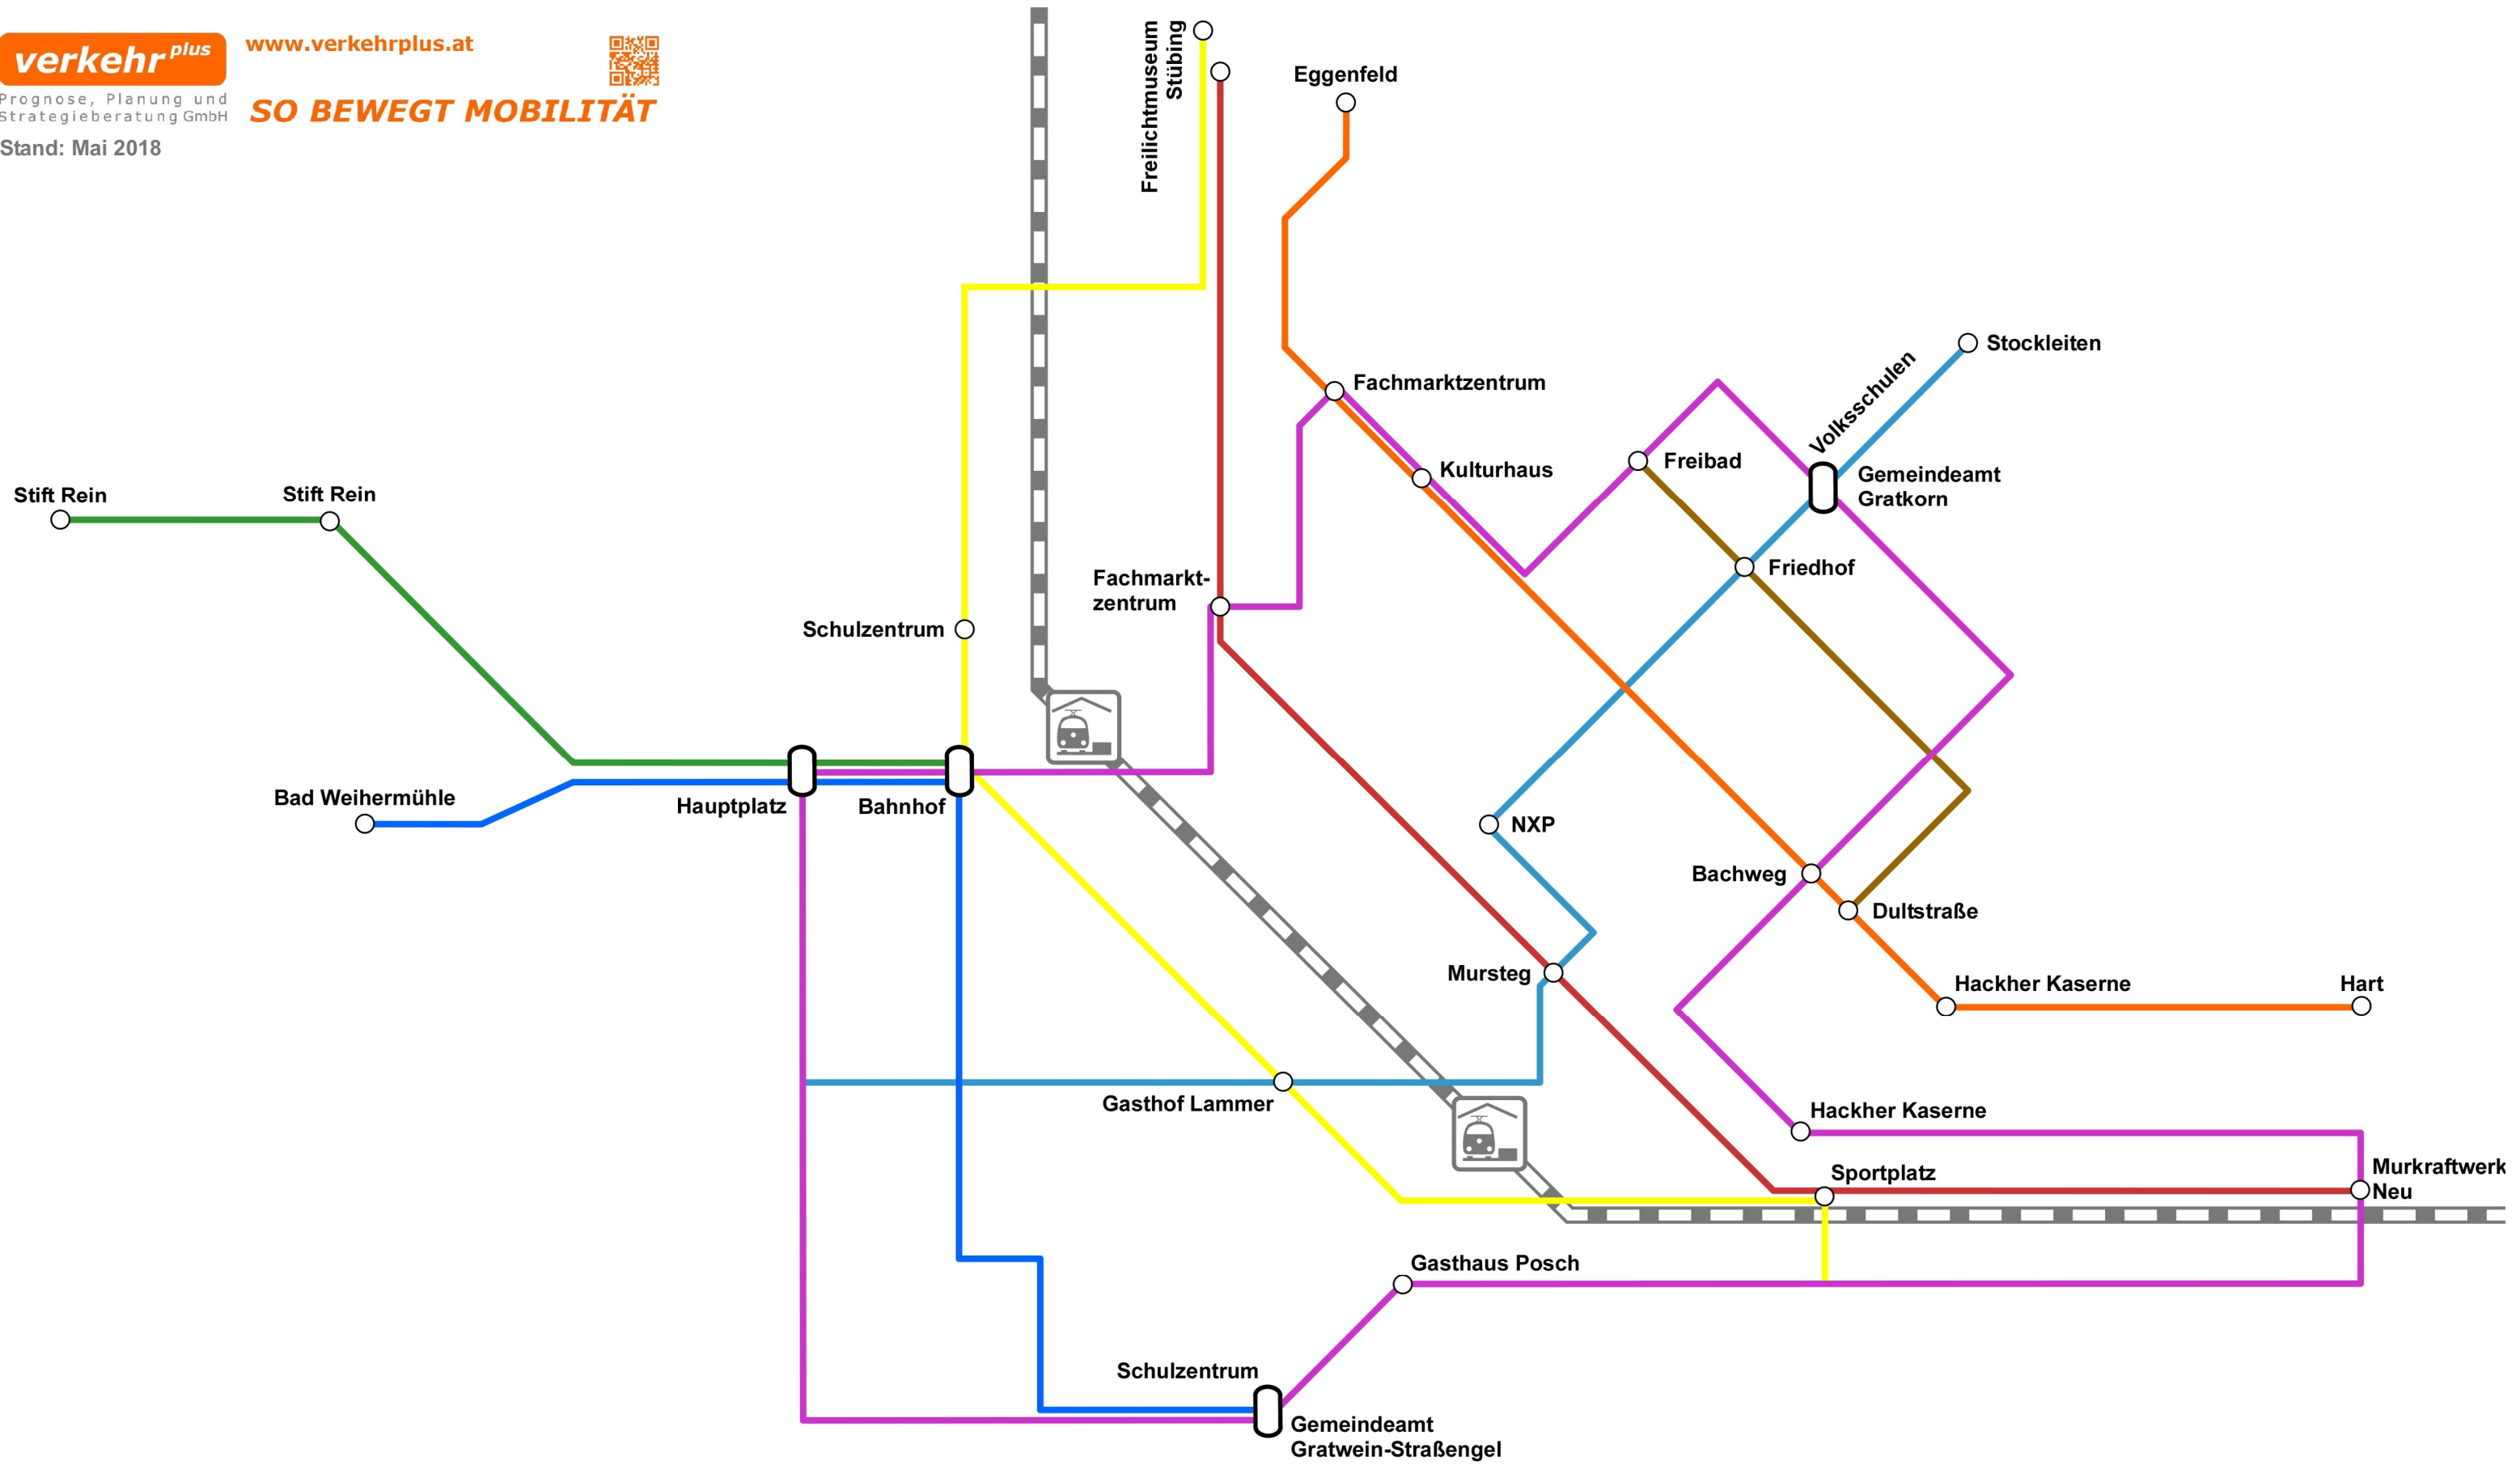 verkehr plus
www.verkehrplus.at
Prognose, Planung und
Strategieberatung GmbH
SO BEWEGT MOBILITÄT
Stand: Mai 2018
Freilichtmuseum
Stübing
Eggenfeld
Stockleiten
Volksschulen
Fachmarktzentrum
Kulturhaus
Freibad
Gemeindeamt
Gratkorn
Stift Rein
Stift Rein
Friedhof
Fachmarkt-
zentrum
Schulzentrum
Bad Weihermühle
Hauptplatz
Bahnhof
NXP
Bachweg
Dultstraße
Mursteg
Hackher Kaserne
Hart
Gasthof Lammer
Hackher Kaserne
Sportplatz
Murkraftwerk
Neu
Gasthaus Posch
Schulzentrum
Gemeindeamt
Gratwein-Straßengel